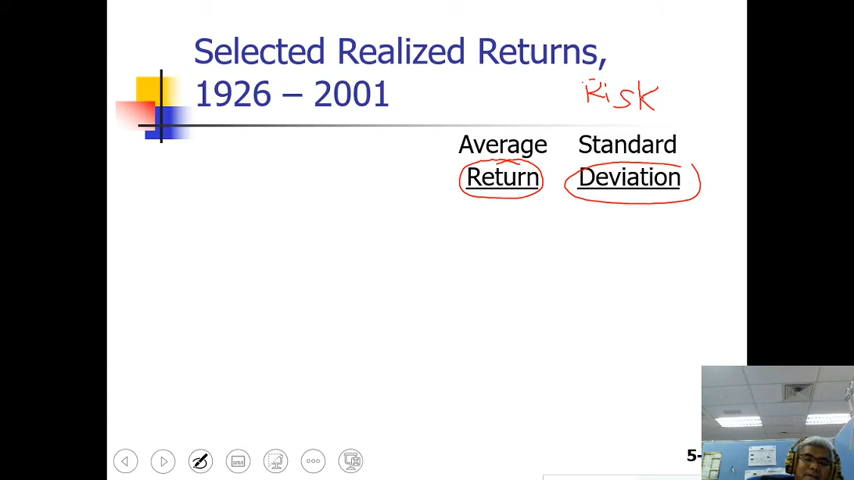 Selected Realized Returns,
1926 – 2001
Risk
Average Standard
Return Deviation
5-